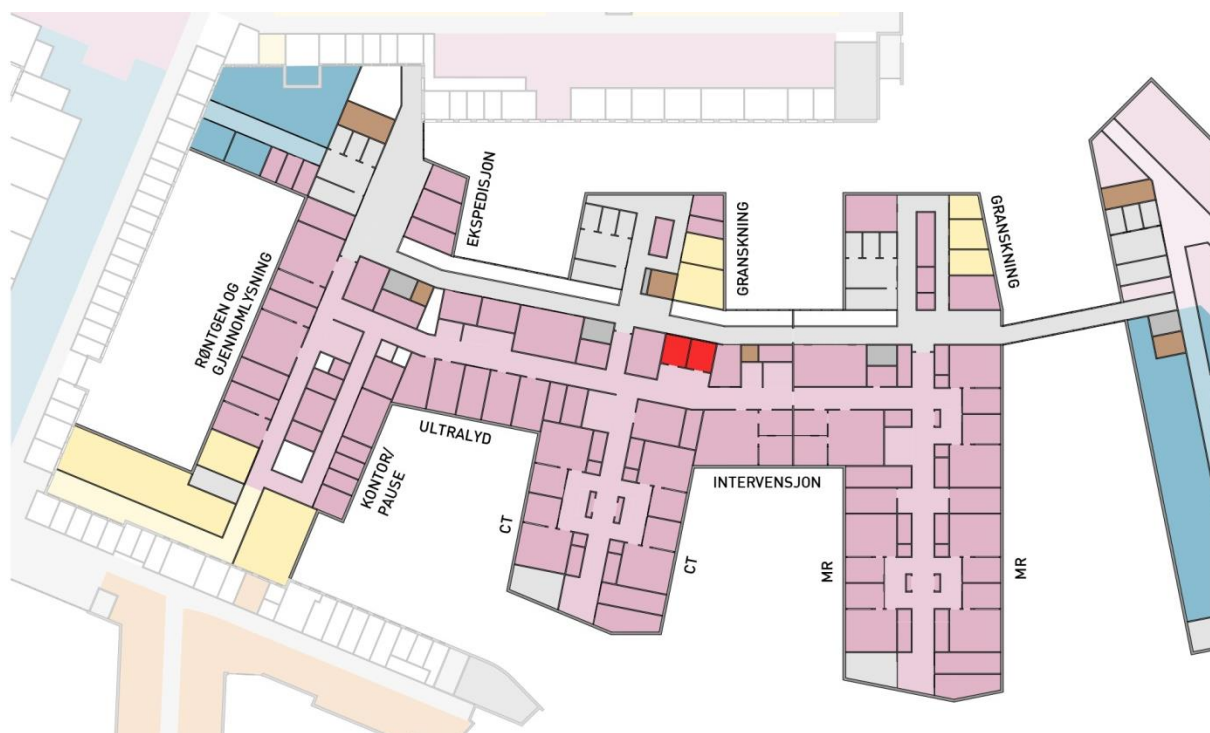 EKSPEDISJON
GRANSKNING
GRANSKNING
RØNTGEN OG
GJENNOMLYSNING
ULTRALYD
KONTOR/
PAUSE
INTERVENSJON
CT
CT
MR
MR